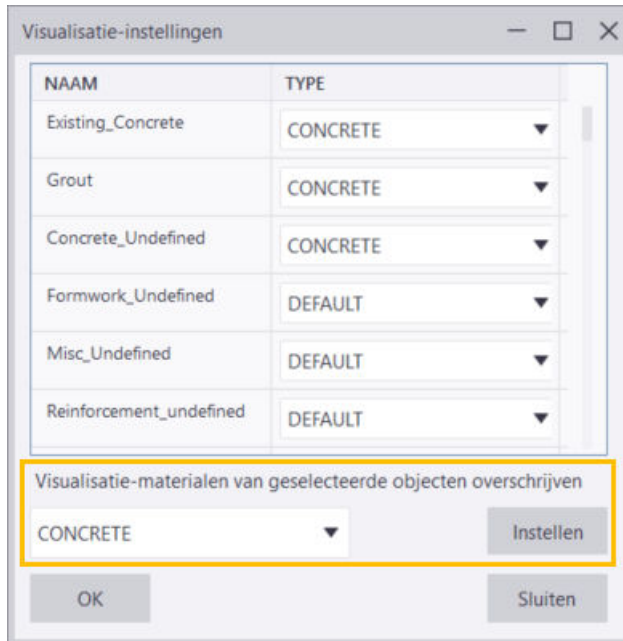 Visualisatie-instellingen
NAAM TYPE
Existing_Concrete CONCRETE
Grout CONCRETE
Concrete_Undefined CONCRETE
Formwork_Undefined DEFAULT
Misc_Undefined DEFAULT
Reinforcement_undefined DEFAULT
Visualisatie-materialen van geselecteerde objecten overschrijven
CONCRETE Instellen
OK Sluiten